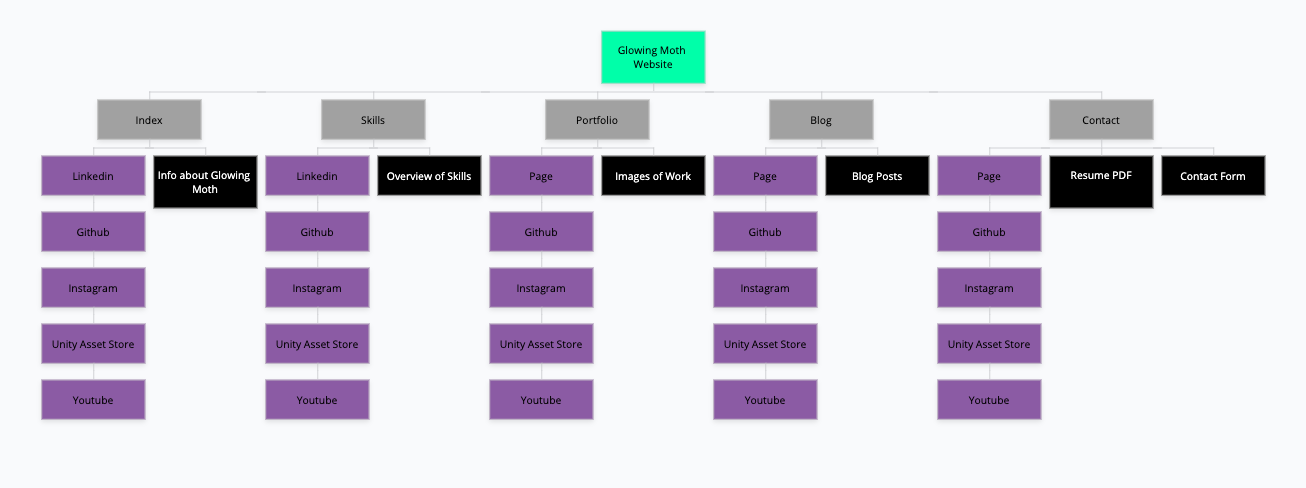 Glowing Moth
Website
Index
Skills
Portfolio
Blog
Contact
Linkedin
Info about Glowing
Moth
Linkedin
Overview of Skills
Page
Images of Work
Page
Blog Posts
Page
Resume PDF
Contact Form
Github
Github
Github
Github
Github
Instagram
Instagram
Instagram
Instagram
Instagram
Unity Asset Store
Unity Asset Store
Unity Asset Store
Unity Asset Store
Unity Asset Store
Youtube
Youtube
Youtube
Youtube
Youtube